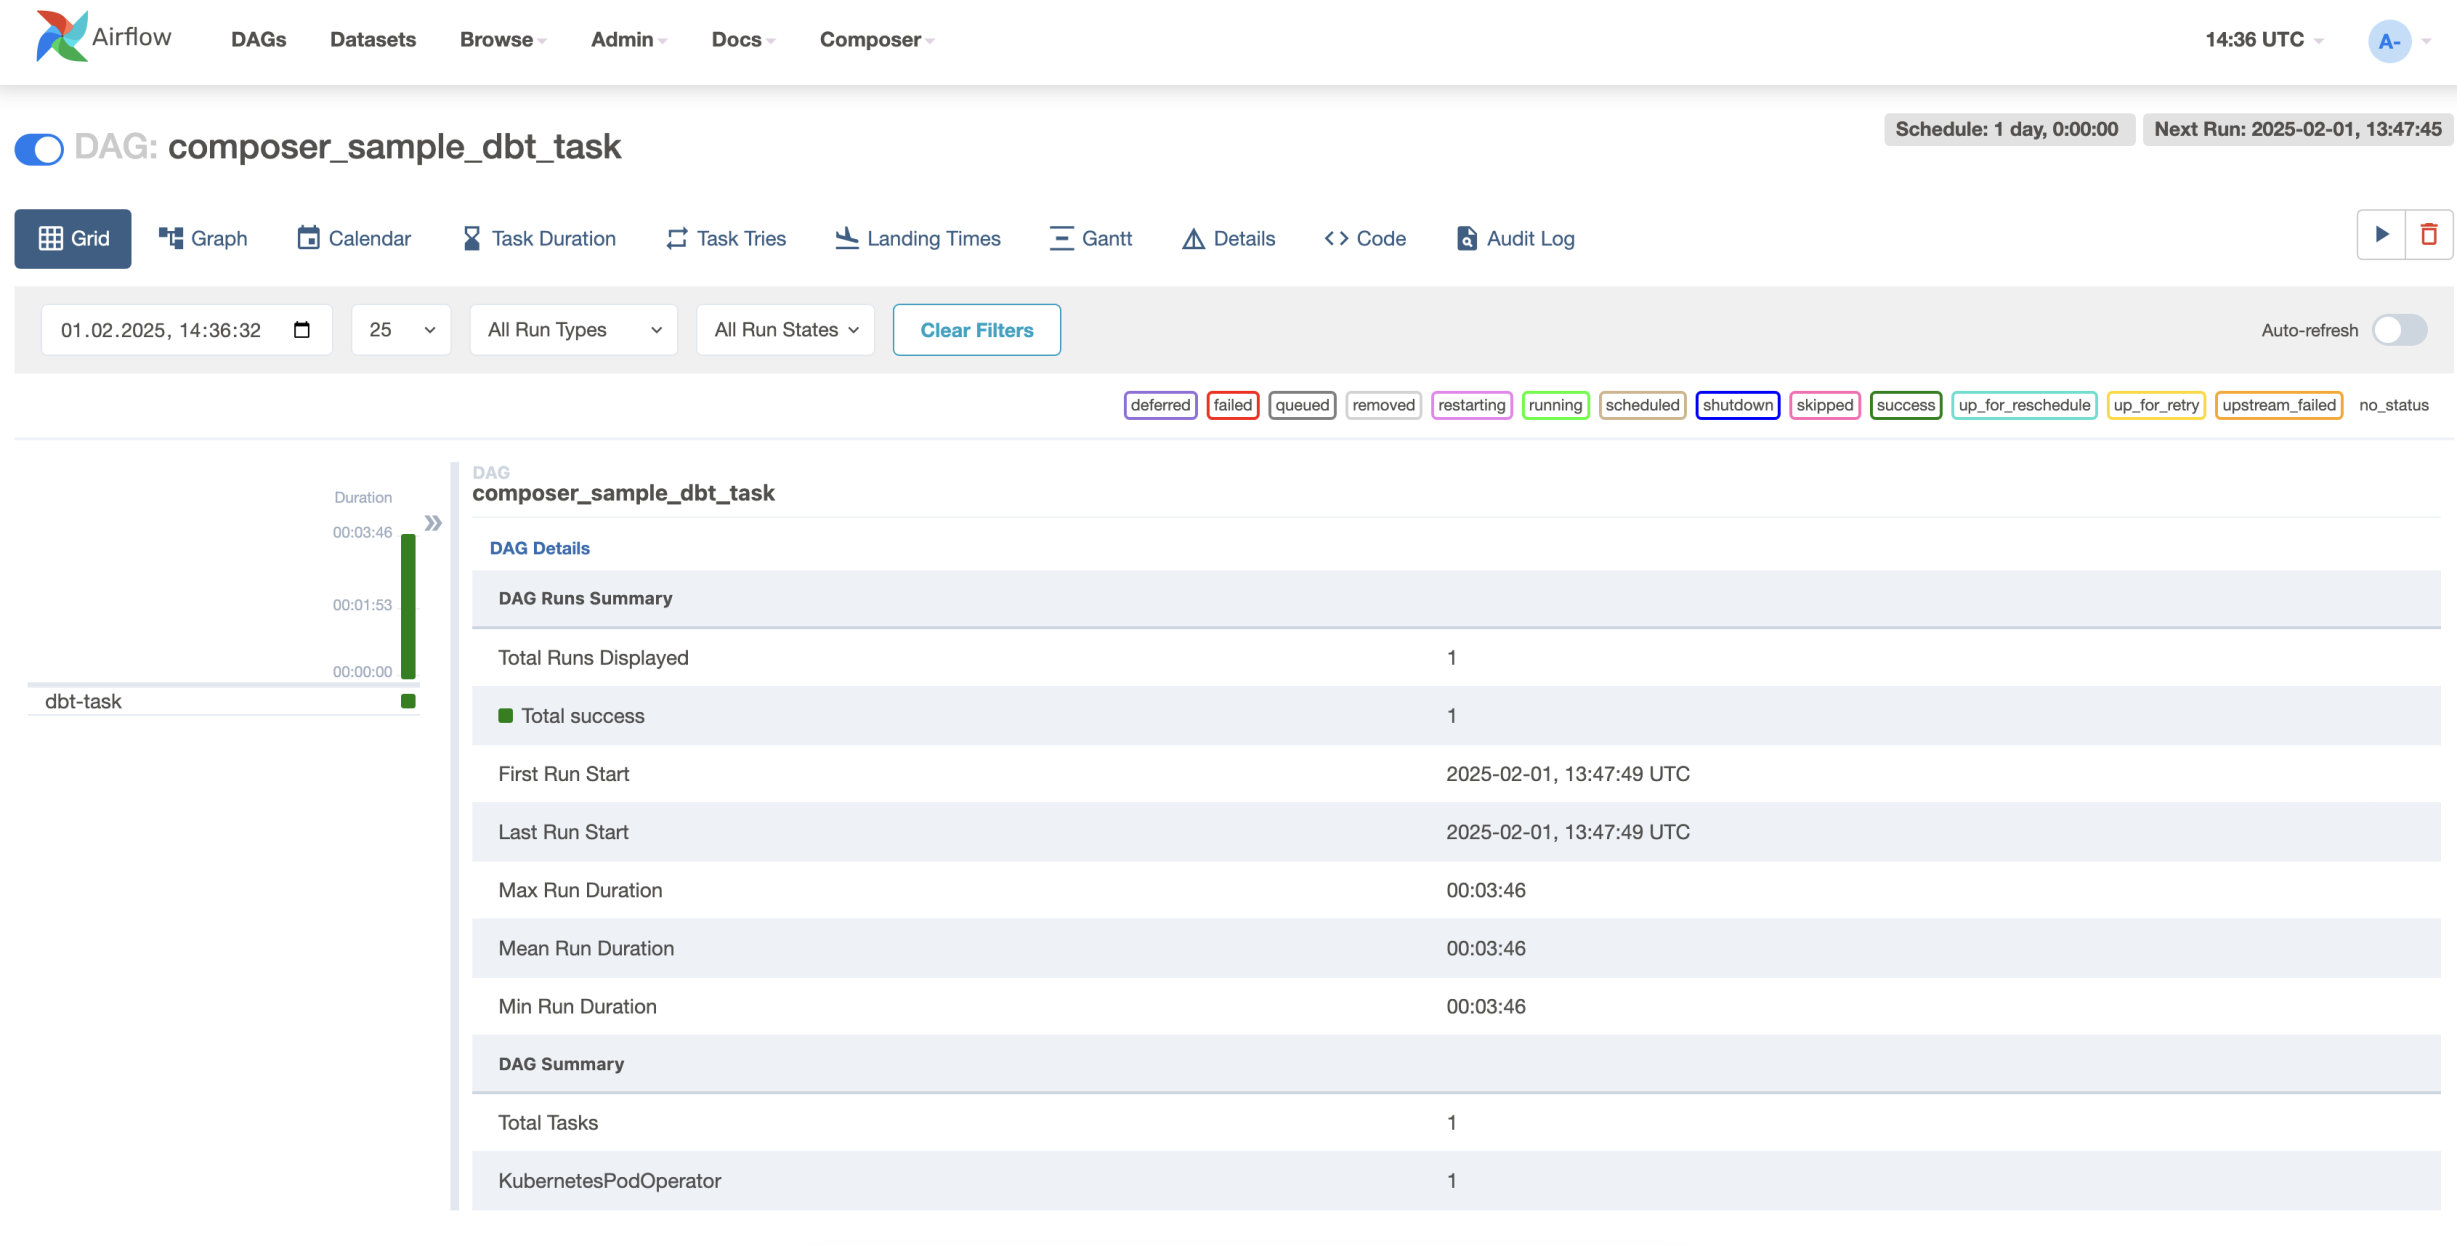 Airflow DAGs Datasets Browse Admin Docs Composer 14:36 UTC A-
DAG: composer_sample_dbt_task Schedule: 1 day, 0:00:00 Next Run: 2025-02-01, 13:47:45
Grid Graph Calendar Task Duration Task Tries Landing Times Gantt Details Code Audit Log
01.02.2025, 14:36:32 25 All Run Types All Run States Clear Filters Auto-refresh
deferred failed queued removed restarting running scheduled shutdown skipped success up_for_reschedule up_for_retry upstream_failed no_status
Duration
00:03:46
00:01:53
00:00:00
dbt-task
DAG
composer_sample_dbt_task
DAG Details
DAG Runs Summary
Total Runs Displayed 1
Total success 1
First Run Start 2025-02-01, 13:47:49 UTC
Last Run Start 2025-02-01, 13:47:49 UTC
Max Run Duration 00:03:46
Mean Run Duration 00:03:46
Min Run Duration 00:03:46
DAG Summary
Total Tasks 1
KubernetesPodOperator 1